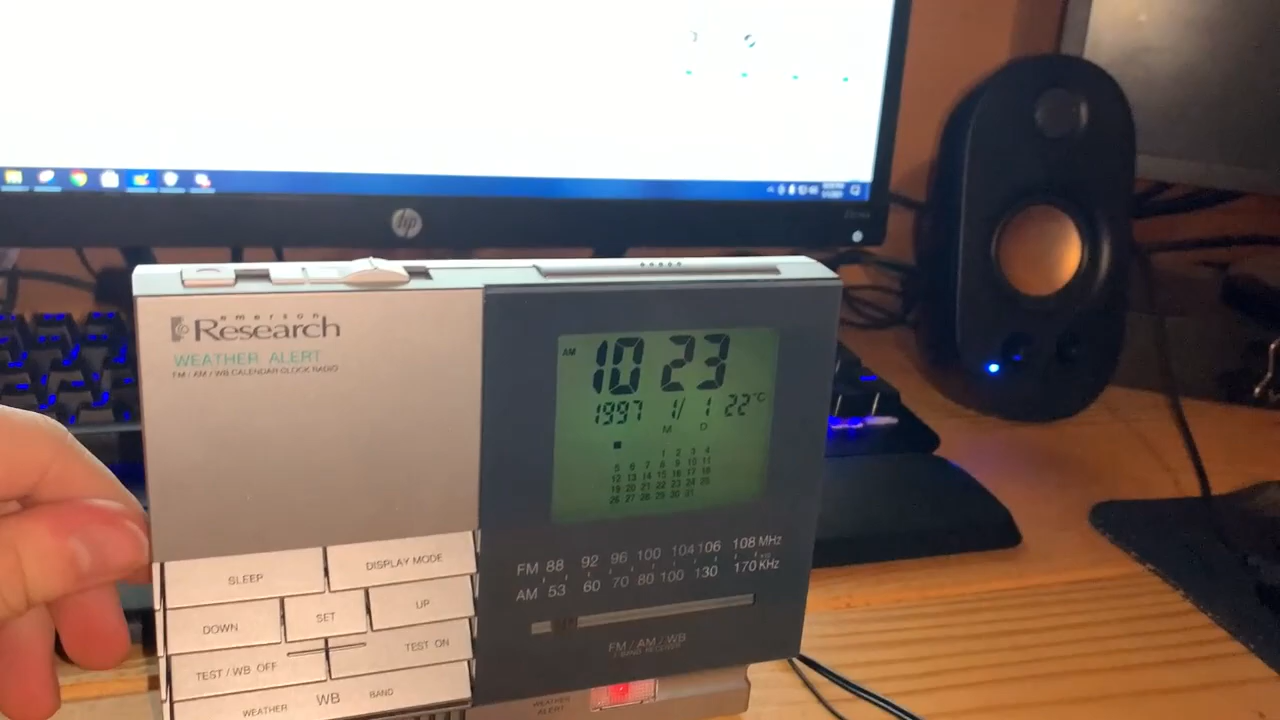 hp
emerson
Research
WEATHER ALERT
FM / AM / WB CALENDAR CLOCK RADIO
AM 10 23
1997 1/ 1 22°C
M D
1 2 3 4
5 6 7 8 9 10 11
12 13 14 15 16 17 18
19 20 21 22 23 24 25
26 27 28 29 30 31
FM 88 92 96 100 104 106 108 MHz
AM 53 60 70 80 100 130 170 KHz
FM / AM / WB
SLEEP DISPLAY MODE
DOWN SET UP
TEST / WB OFF TEST ON
WEATHER WB BAND
WEATHER
ALERT